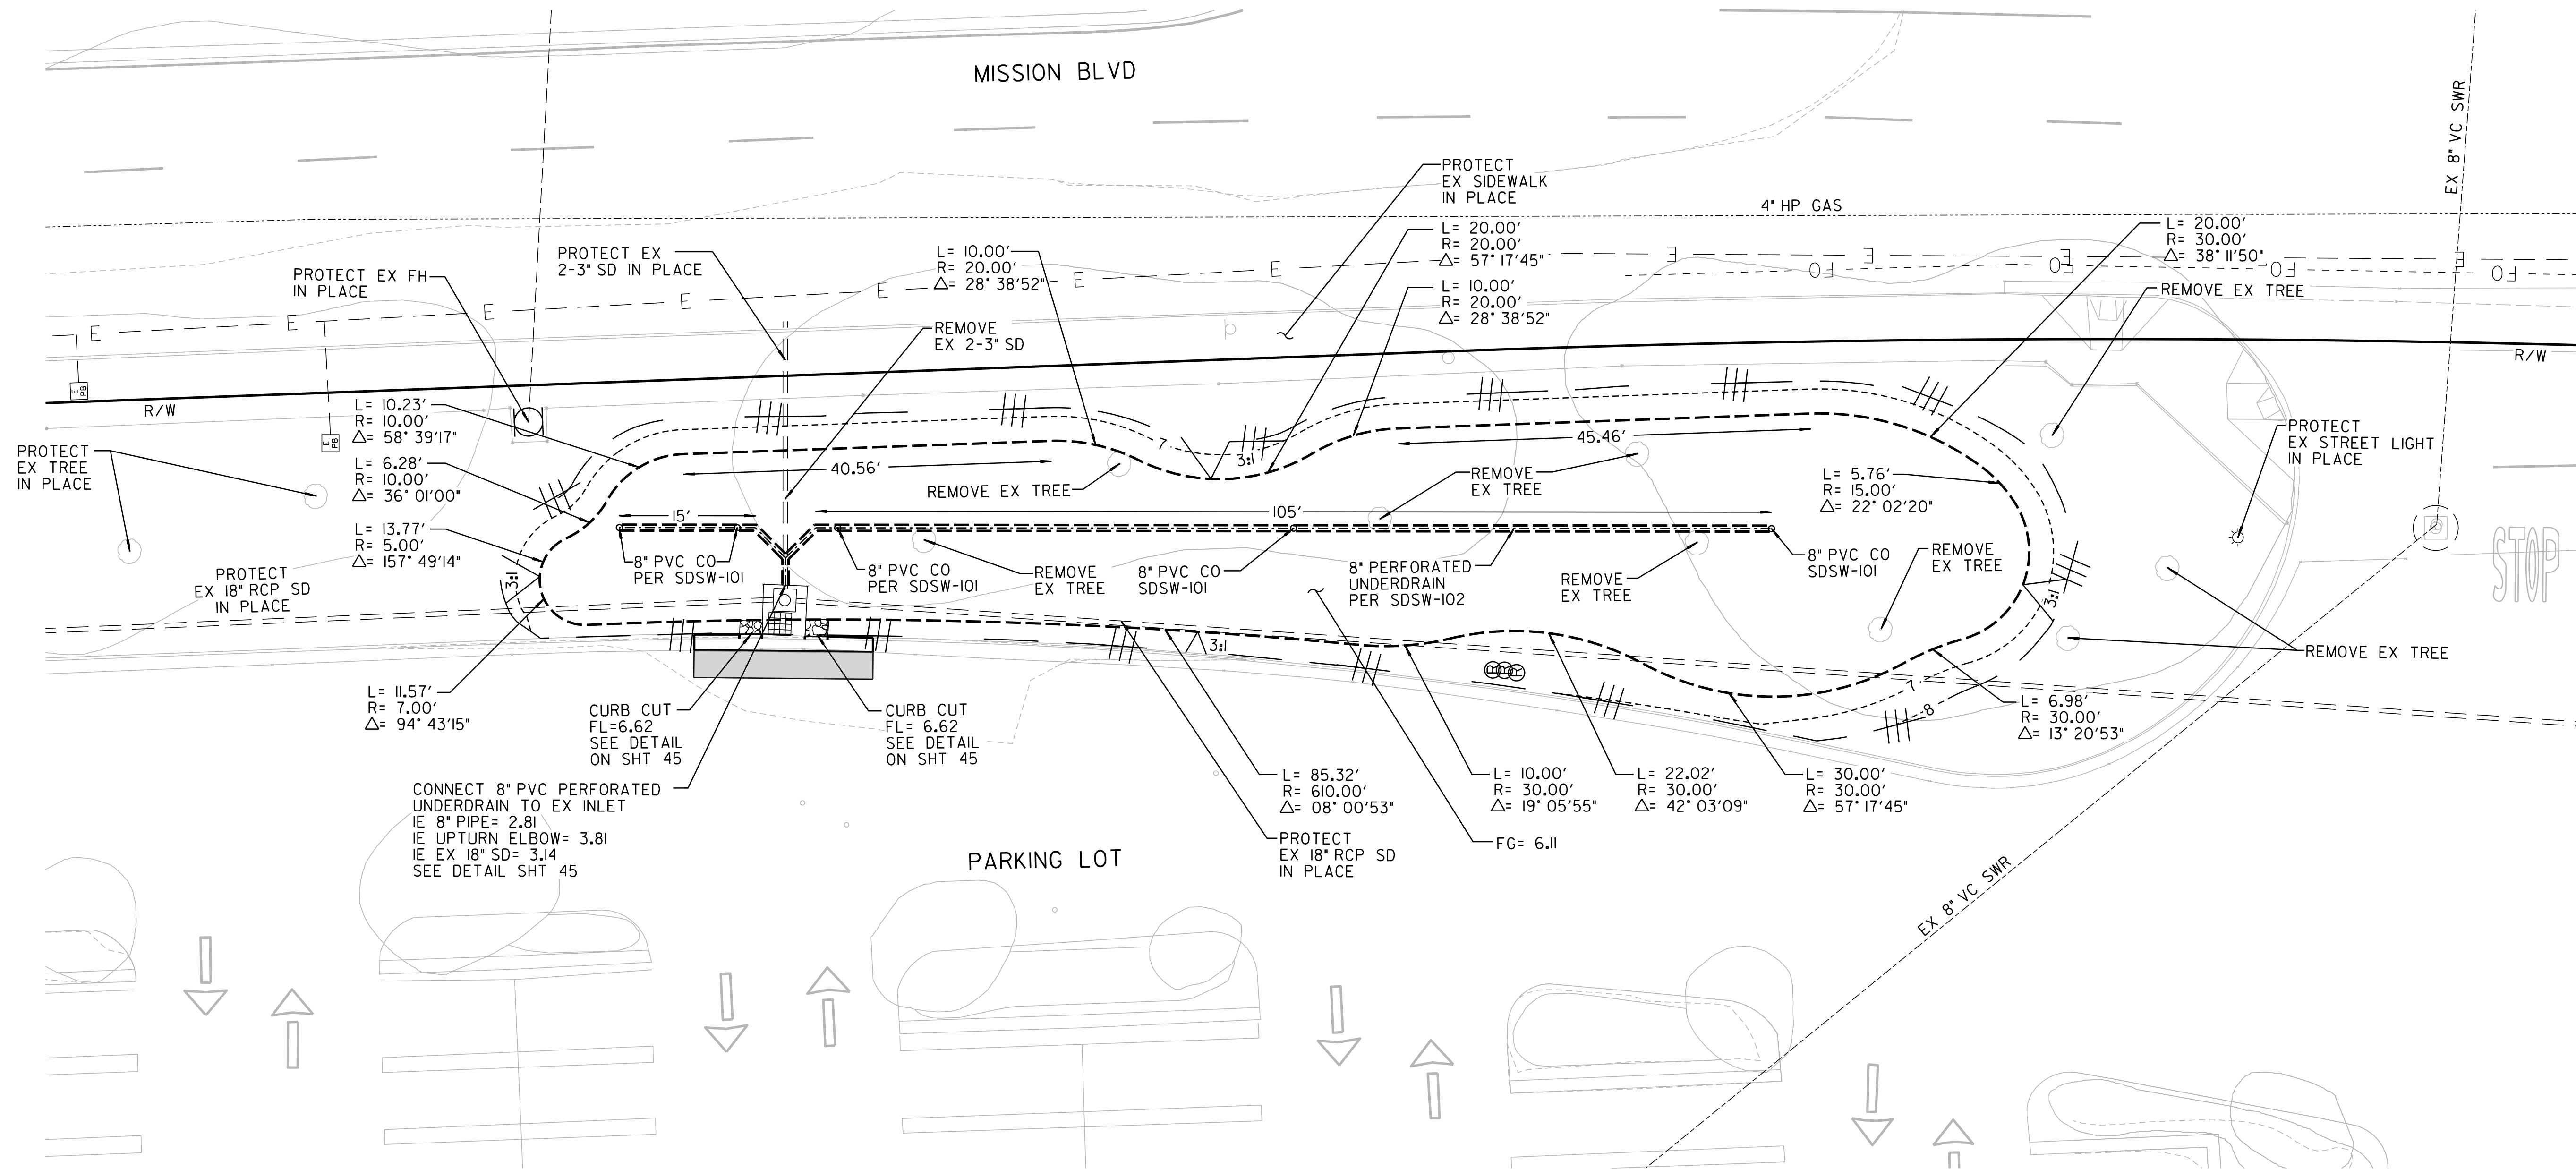 MISSION BLVD
EX 8" VC SWR
PROTECT
EX SIDEWALK
IN PLACE
4" HP GAS
L= 20.00'
R= 30.00'
Δ= 38°11'50"
L= 20.00'
R= 20.00'
Δ= 57°17'45"
PROTECT EX
2-3" SD IN PLACE
L= 10.00'
R= 20.00'
Δ= 28°38'52"
PROTECT EX FH
IN PLACE
L= 10.00'
R= 20.00'
Δ= 28°38'52"
REMOVE EX TREE
E E E E E E E E E E E
FO FO FO FO
REMOVE
EX 2-3" SD
R/W
E
PB
E
PB
R/W
L= 10.23'
R= 10.00'
Δ= 58°39'17"
PROTECT
EX TREE
IN PLACE
L= 6.28'
R= 10.00'
Δ= 36°01'00"
L= 13.77'
R= 5.00'
Δ= 157°49'14"
PROTECT
EX STREET LIGHT
IN PLACE
7
3:1
45.46'
40.56'
REMOVE EX TREE
REMOVE
EX TREE
L= 5.76'
R= 15.00'
Δ= 22°02'20"
15'
105'
PROTECT
EX 18" RCP SD
IN PLACE
3:1
8" PVC CO
PER SDSW-101
8" PVC CO
PER SDSW-101
REMOVE
EX TREE
8" PVC CO
SDSW-101
8" PERFORATED
UNDERDRAIN
PER SDSW-102
REMOVE
EX TREE
8" PVC CO
SDSW-101
REMOVE
EX TREE
3:1
STOP
REMOVE EX TREE
3:1
7
8
L= 11.57'
R= 7.00'
Δ= 94°43'15"
CURB CUT
FL=6.62
SEE DETAIL
ON SHT 45
CURB CUT
FL= 6.62
SEE DETAIL
ON SHT 45
L= 6.98'
R= 30.00'
Δ= 13°20'53"
L= 85.32'
R= 610.00'
Δ= 08°00'53"
L= 10.00'
R= 30.00'
Δ= 19°05'55"
L= 22.02'
R= 30.00'
Δ= 42°03'09"
L= 30.00'
R= 30.00'
Δ= 57°17'45"
CONNECT 8" PVC PERFORATED
UNDERDRAIN TO EX INLET
IE 8" PIPE= 2.81
IE UPTURN ELBOW= 3.81
IE EX 18" SD= 3.14
SEE DETAIL SHT 45
PROTECT
EX 18" RCP SD
IN PLACE
FG= 6.11
PARKING LOT
EX 8" VC SWR